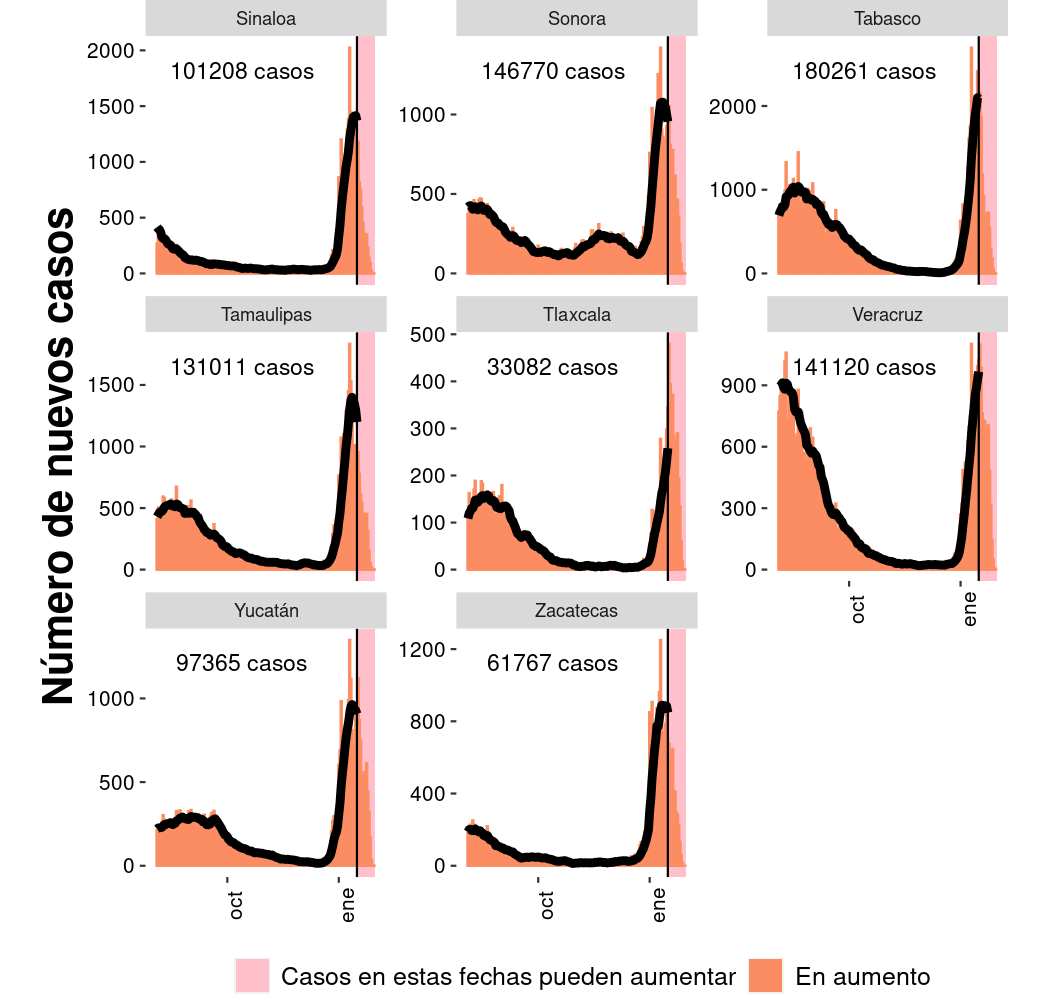 Sinaloa
Sonora
Tabasco
101208 casos
146770 casos
180261 casos
2000
1500
1000
500
0
1000
500
0
2000
1000
0
Tamaulipas
Tlaxcala
Veracruz
131011 casos
33082 casos
141120 casos
1500
1000
500
0
500
400
300
200
100
0
900
600
300
0
oct
ene
Yucatán
Zacatecas
97365 casos
61767 casos
1000
500
0
1200
800
400
0
oct
ene
oct
ene
Número de nuevos casos
Casos en estas fechas pueden aumentar
En aumento